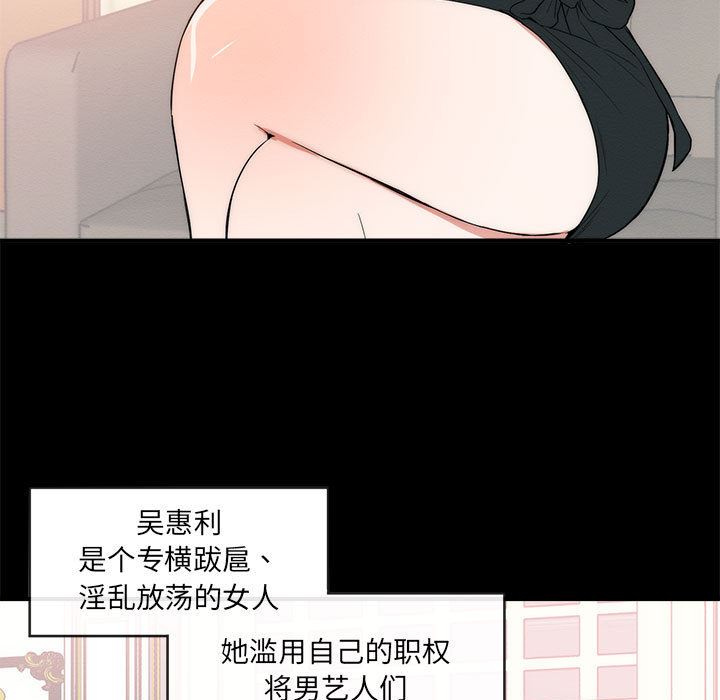 吴惠利
是个专横跋扈、
淫乱放荡的女人
她滥用自己的职权
将男艺人们